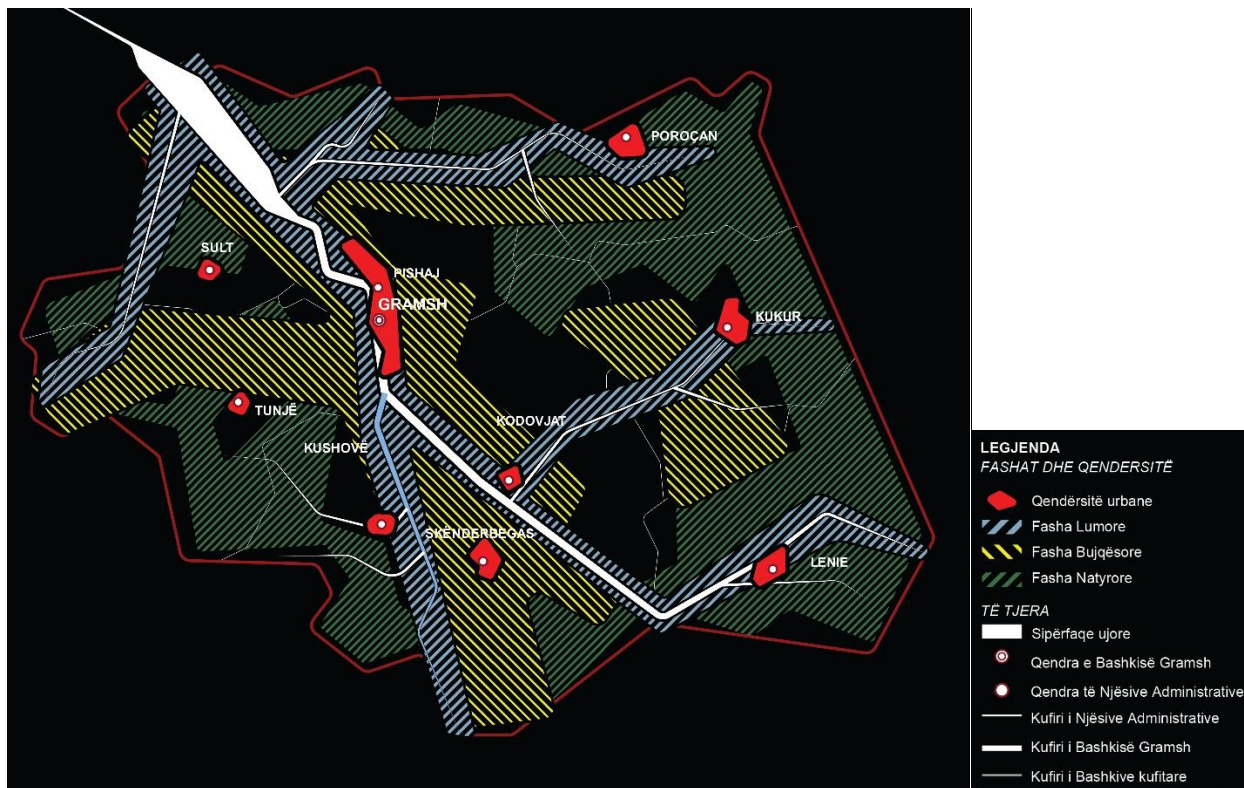 POROÇAN
SULT
PISHAJ
GRAMSH
KUKUR
TUNJË
KODOVJAT
KUSHOVË
SKËNDERBEGAS
LENIE
LEGJENDA
FASHAT DHE QENDERSITË
Qendërsitë urbane
Fasha Lumore
Fasha Bujqësore
Fasha Natyrore
TË TJERA
Sipërfaqe ujore
Qendra e Bashkisë Gramsh
Qendra të Njësive Administrative
Kufiri i Njësive Administrative
Kufiri i Bashkisë Gramsh
Kufiri i Bashkive kufitare